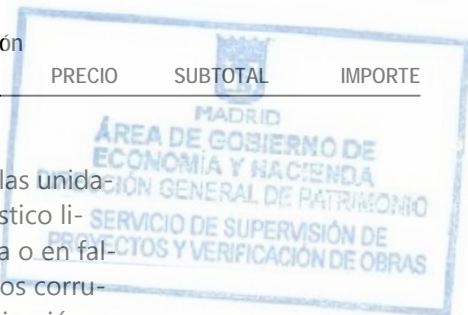 ón
PRECIO SUBTOTAL IMPORTE
MADRID
ÁREA DE GOBIERNO DE
ECONOMÍA Y HACIENDA
las unida-
DIRECCIÓN GENERAL DE PATRIMONIO
stico li-
SERVICIO DE SUPERVISIÓN DE
a o en fal-
PROYECTOS Y VERIFICACIÓN DE OBRAS
os corru-